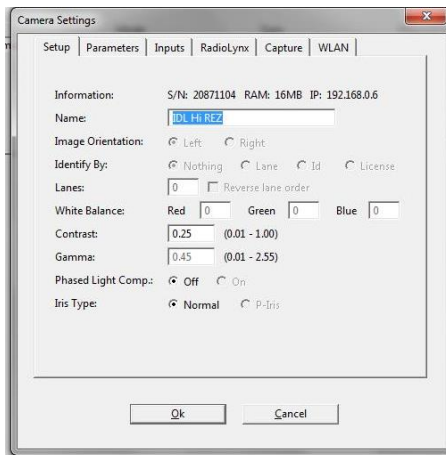 Camera Settings
Setup Parameters Inputs RadioLynx Capture WLAN
Information: S/N: 20871104 RAM: 16MB IP: 192.168.0.6
Name: IDL Hi REZ
Image Orientation: Left Right
Identify By: Nothing Lane Id License
Lanes: 0 Reverse lane order
White Balance: Red 0 Green 0 Blue 0
Contrast: 0.25 (0.01 - 1.00)
Gamma: 0.45 (0.01 - 2.55)
Phased Light Comp.: Off On
Iris Type: Normal P-Iris
Ok Cancel